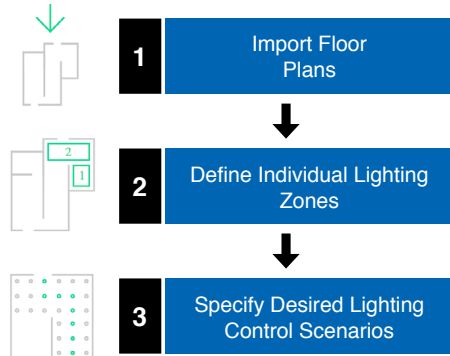 1
Import Floor
Plans
2
1
2
Define Individual Lighting
Zones
3
Specify Desired Lighting
Control Scenarios